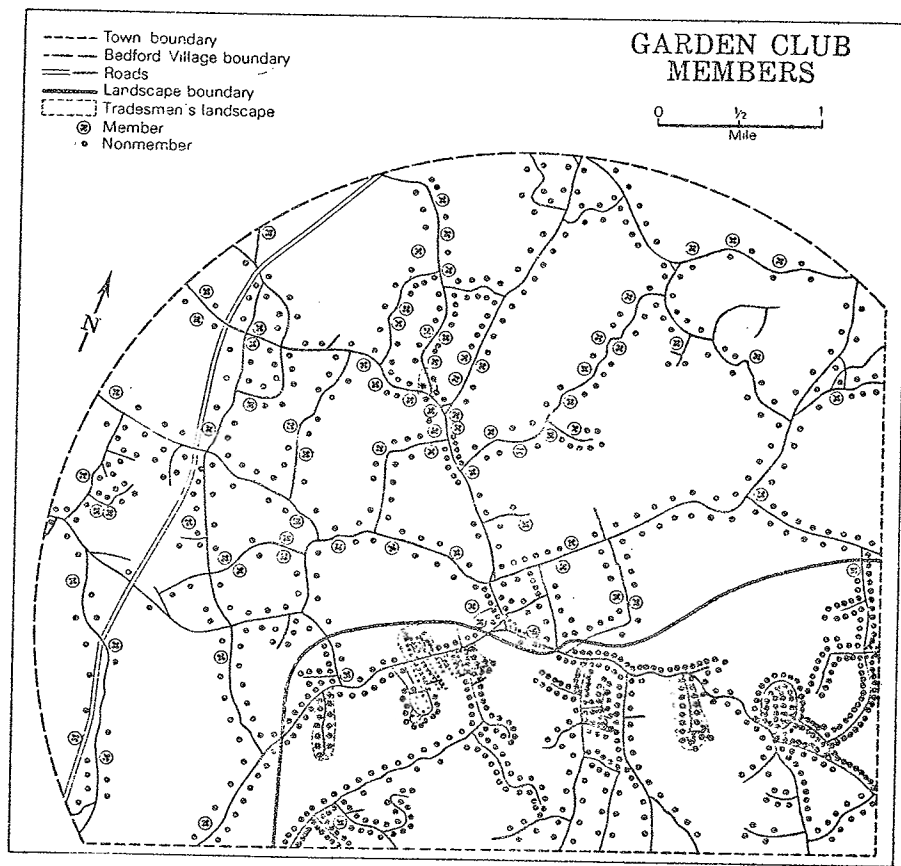 GARDEN CLUB
MEMBERS
Town boundary
Bedford Village boundary
Roads
Landscape boundary
Tradesman's landscape
Member
Nonmember
0 ½ 1
Mile
N